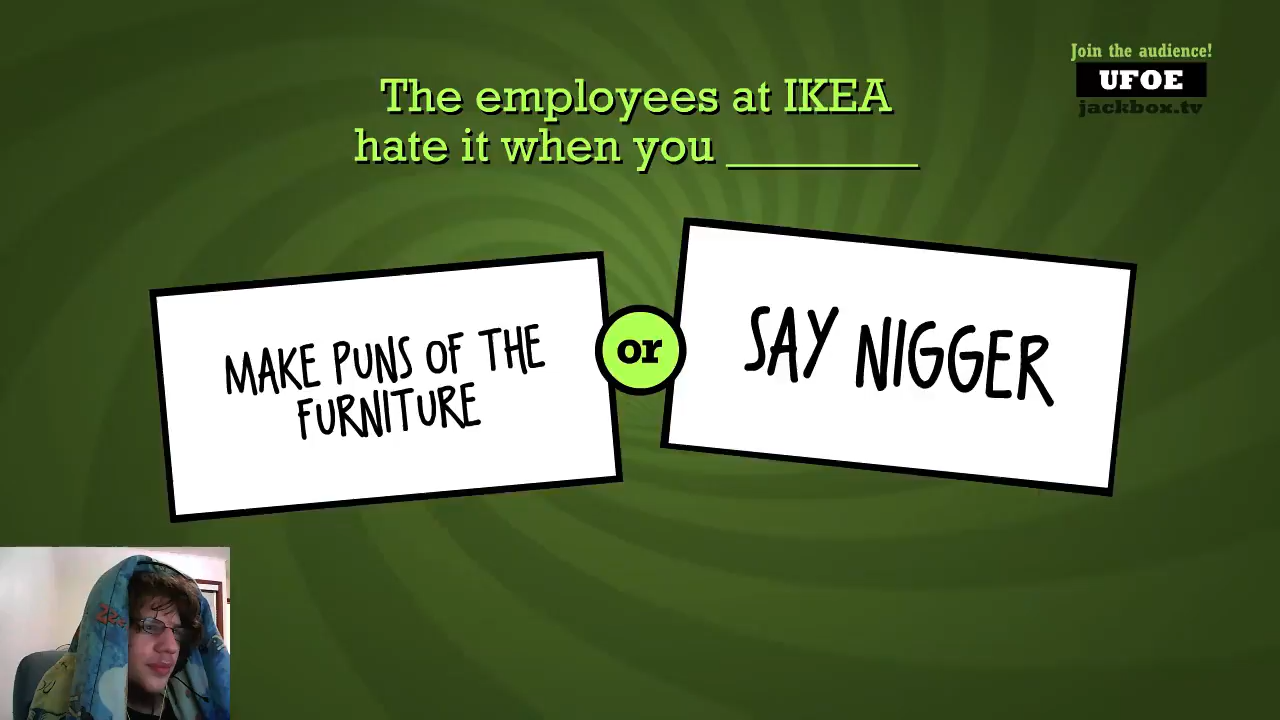 Join the audience!
UFOE
jackbox.tv
The employees at IKEA
hate it when you ________
MAKE PUNS OF THE
FURNITURE
or
SAY NIGGER
Zzz